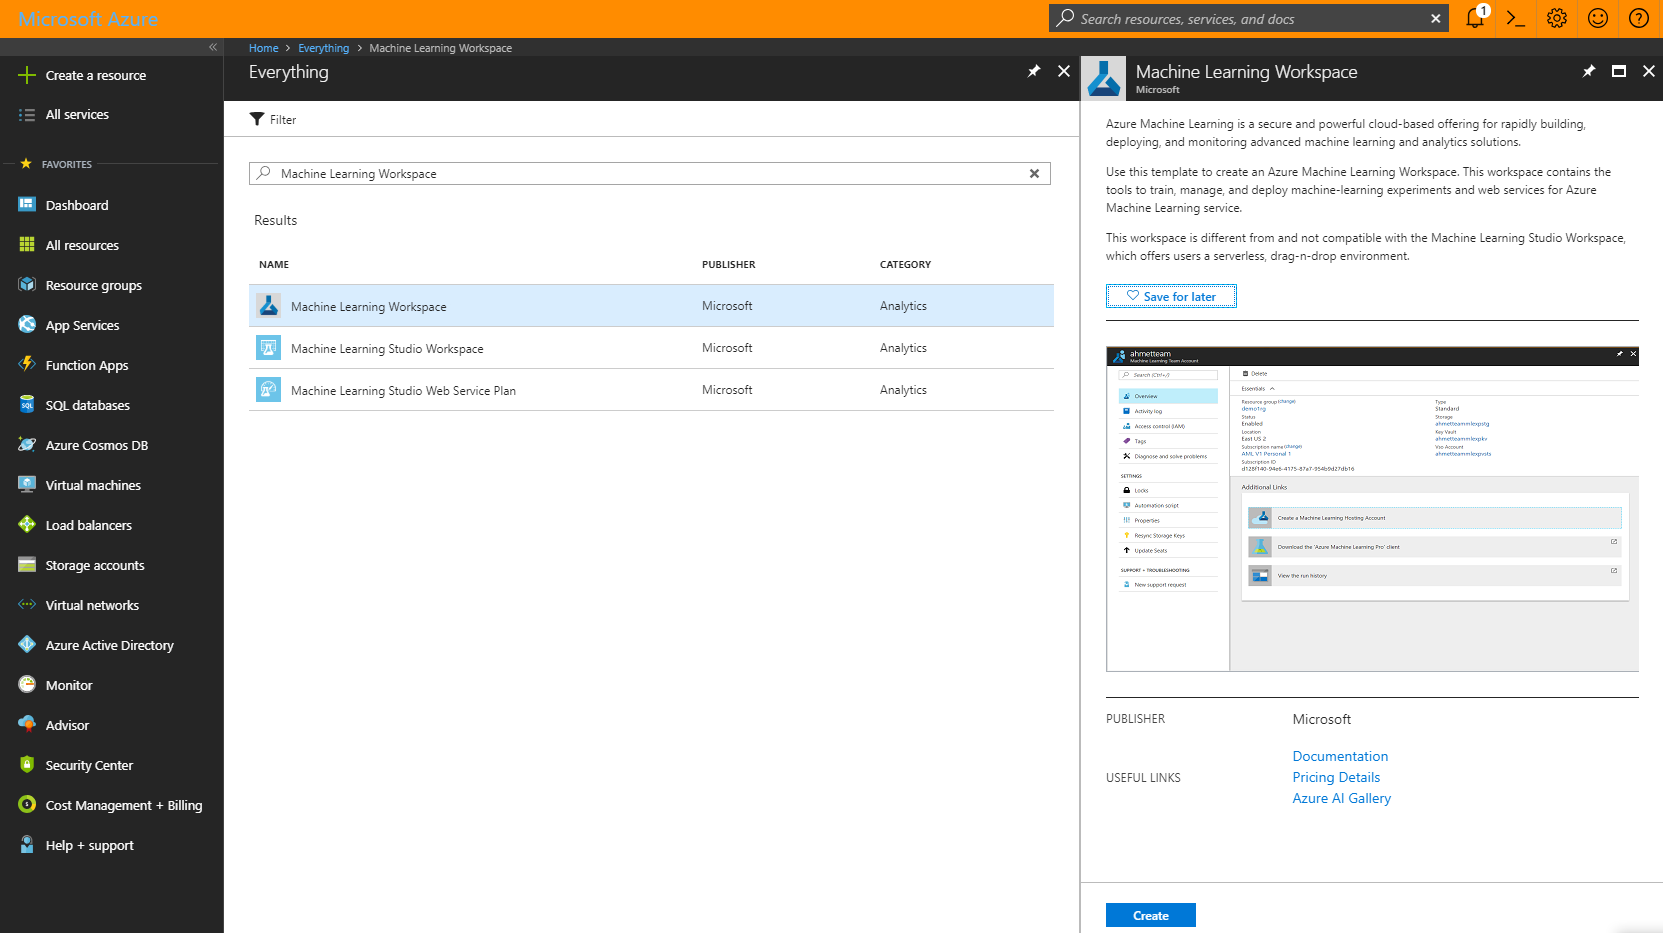 Microsoft Azure
Search resources, services, and docs
1
Create a resource
All services
FAVORITES
Dashboard
All resources
Resource groups
App Services
Function Apps
SQL databases
Azure Cosmos DB
Virtual machines
Load balancers
Storage accounts
Virtual networks
Azure Active Directory
Monitor
Advisor
Security Center
Cost Management + Billing
Help + support
Home > Everything > Machine Learning Workspace
Everything
Filter
Machine Learning Workspace
Results
NAME PUBLISHER CATEGORY
Machine Learning Workspace Microsoft Analytics
Machine Learning Studio Workspace Microsoft Analytics
Machine Learning Studio Web Service Plan Microsoft Analytics
Machine Learning Workspace
Microsoft
Azure Machine Learning is a secure and powerful cloud-based offering for rapidly building,
deploying, and monitoring advanced machine learning and analytics solutions.
Use this template to create an Azure Machine Learning Workspace. This workspace contains the
tools to train, manage, and deploy machine-learning experiments and web services for Azure
Machine Learning service.
This workspace is different from and not compatible with the Machine Learning Studio Workspace,
which offers users a serverless, drag-n-drop environment.
Save for later
ahmetteam
Machine Learning Team Account
Search (Ctrl+/)
Overview
Activity log
Access control (IAM)
Tags
Diagnose and solve problems
SETTINGS
Locks
Automation script
Properties
Resync Storage Keys
Update Seats
SUPPORT + TROUBLESHOOTING
New support request
Delete
Essentials
Resource group (change)
demo1rg
Status
Enabled
Location
East US 2
Subscription name (change)
AML V1 Personal 1
Subscription ID
d128f140-94e6-4175-87a7-954b9d27db16
Type
Standard
Storage
ahmetteammlexpstg
Key Vault
ahmetteammlexpkv
Vso Account
ahmetteammlexpvsts
Additional Links
Create a Machine Learning Hosting Account
Download the 'Azure Machine Learning Pro' client
View the run history
PUBLISHER Microsoft
USEFUL LINKS
Documentation
Pricing Details
Azure AI Gallery
Create